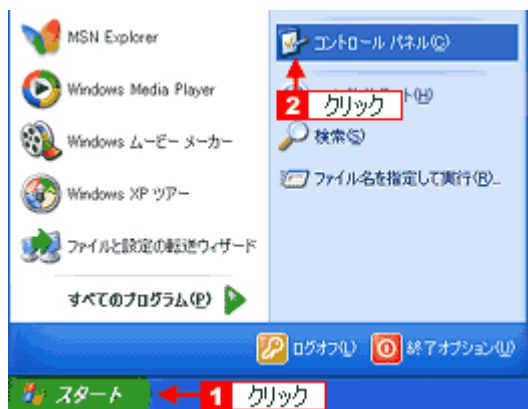 MSN Explorer
Windows Media Player
Windows ムービー メーカー
Windows XP ツアー
ファイルと設定の転送ウィザード
すべてのプログラム(P)
コントロール パネル(C)
2 クリック
ト(H)
検索(S)
ファイル名を指定して実行(R)...
ログオフ(L)
終了オプション(U)
スタート
1 クリック